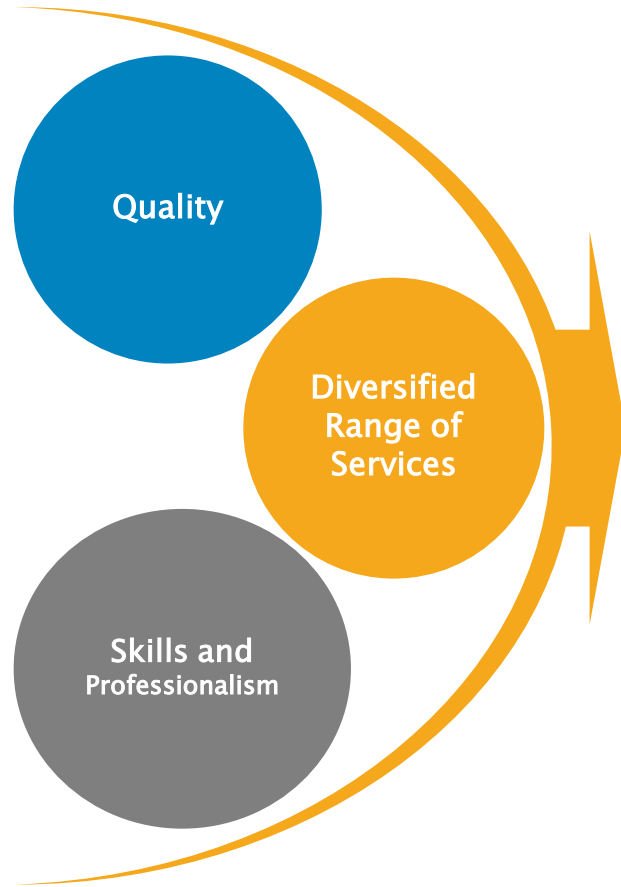 Quality
Diversified
Range of
Services
Skills and
Professionalism